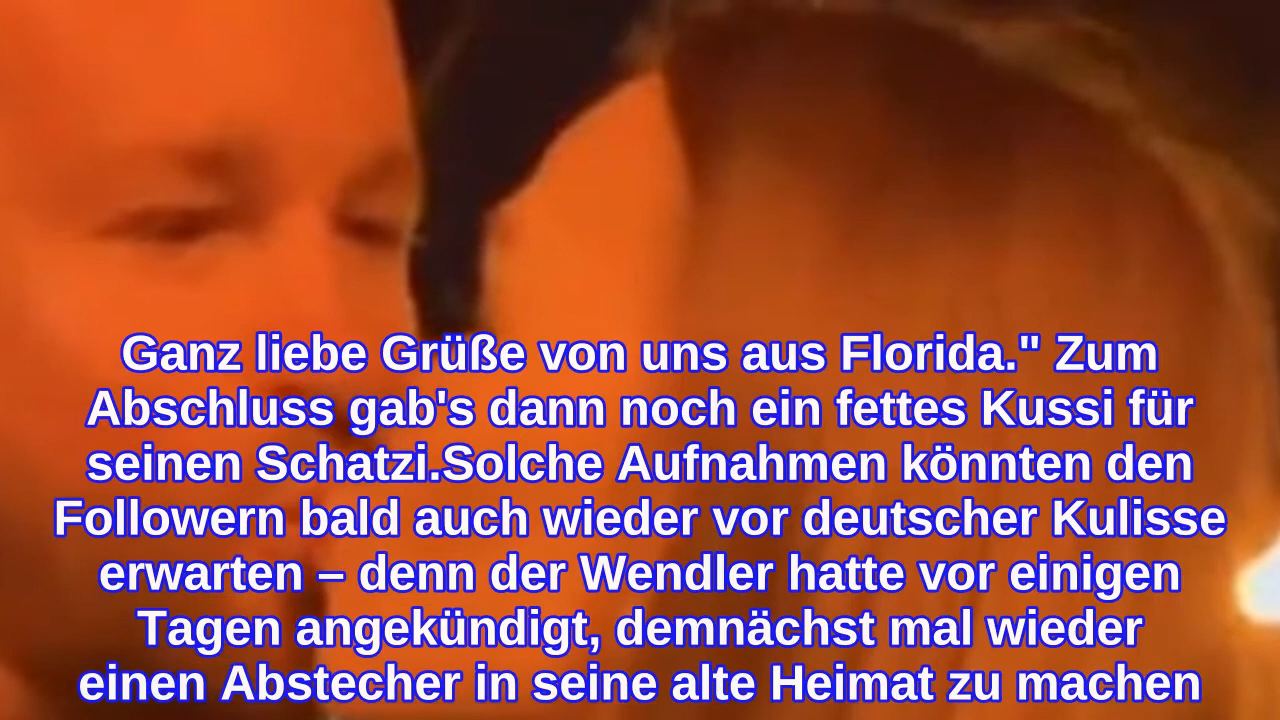 Ganz liebe Grüße von uns aus Florida." Zum
Abschluss gab's dann noch ein fettes Kussi für
seinen Schatzi.Solche Aufnahmen könnten den
Followern bald auch wieder vor deutscher Kulisse
erwarten – denn der Wendler hatte vor einigen
Tagen angekündigt, demnächst mal wieder
einen Abstecher in seine alte Heimat zu machen